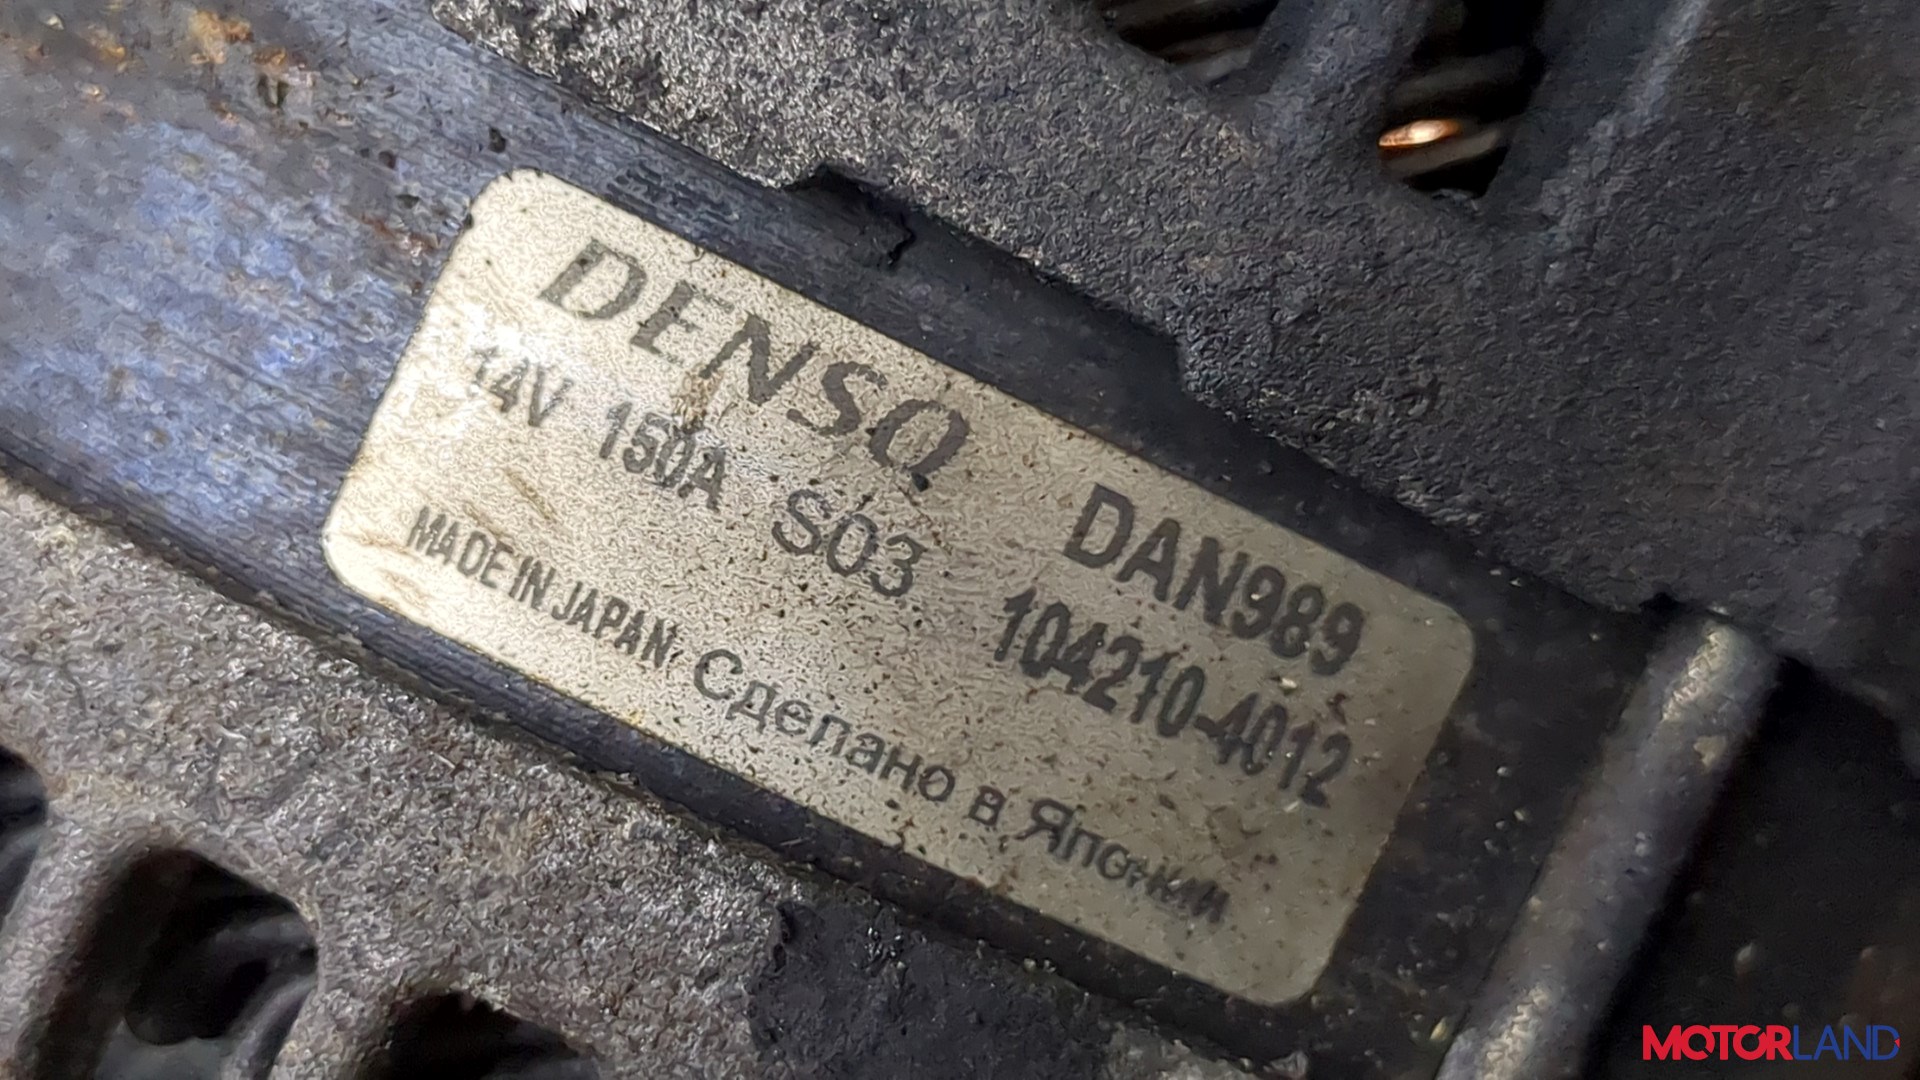 DENSO DAN989
14V 150A S03 104210-4012
MADE IN JAPAN Сделано в Японии
MOTORLAND